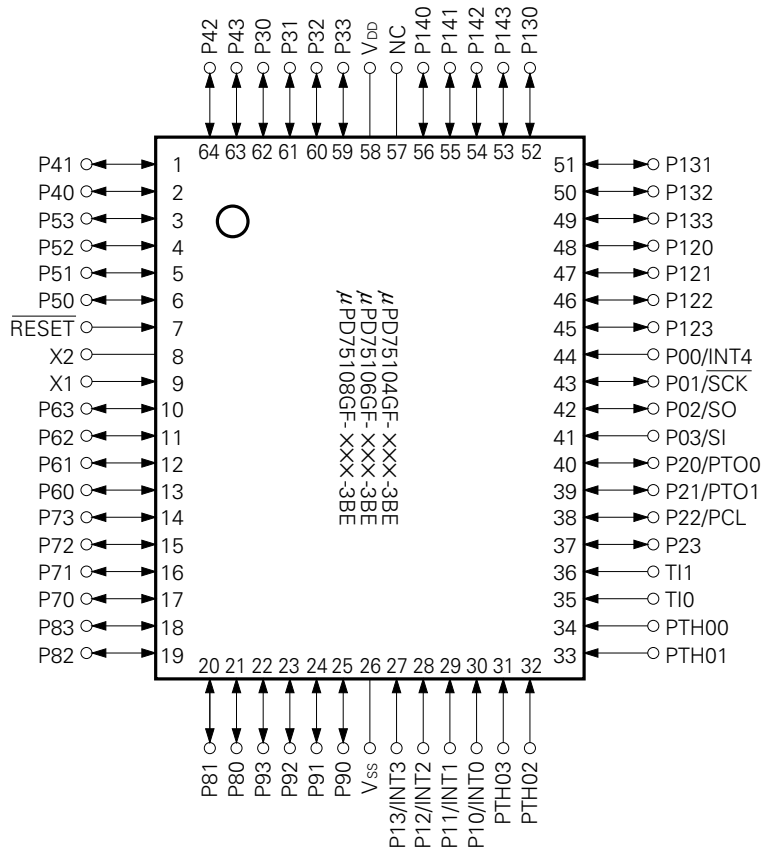 P42 P43 P30 P31 P32 P33 VDD NC P140 P141 P142 P143 P130
64 63 62 61 60 59 58 57 56 55 54 53 52
P41 1 51 P131
P40 2 50 P132
P53 3 49 P133
P52 4 48 P120
P51 5 47 P121
P50 6 46 P122
RESET 7 45 P123
X2 8 44 P00/INT4
X1 9 43 P01/SCK
P63 10 42 P02/SO
P62 11 41 P03/SI
P61 12 40 P20/PTO0
P60 13 39 P21/PTO1
P73 14 38 P22/PCL
P72 15 37 P23
P71 16 36 TI1
P70 17 35 TI0
P83 18 34 PTH00
P82 19 33 PTH01
µPD75104GF-XXX-3BE
µPD75106GF-XXX-3BE
µPD75108GF-XXX-3BE
20 21 22 23 24 25 26 27 28 29 30 31 32
P81 P80 P93 P92 P91 P90 VSS P13/INT3 P12/INT2 P11/INT1 P10/INT0 PTH03 PTH02